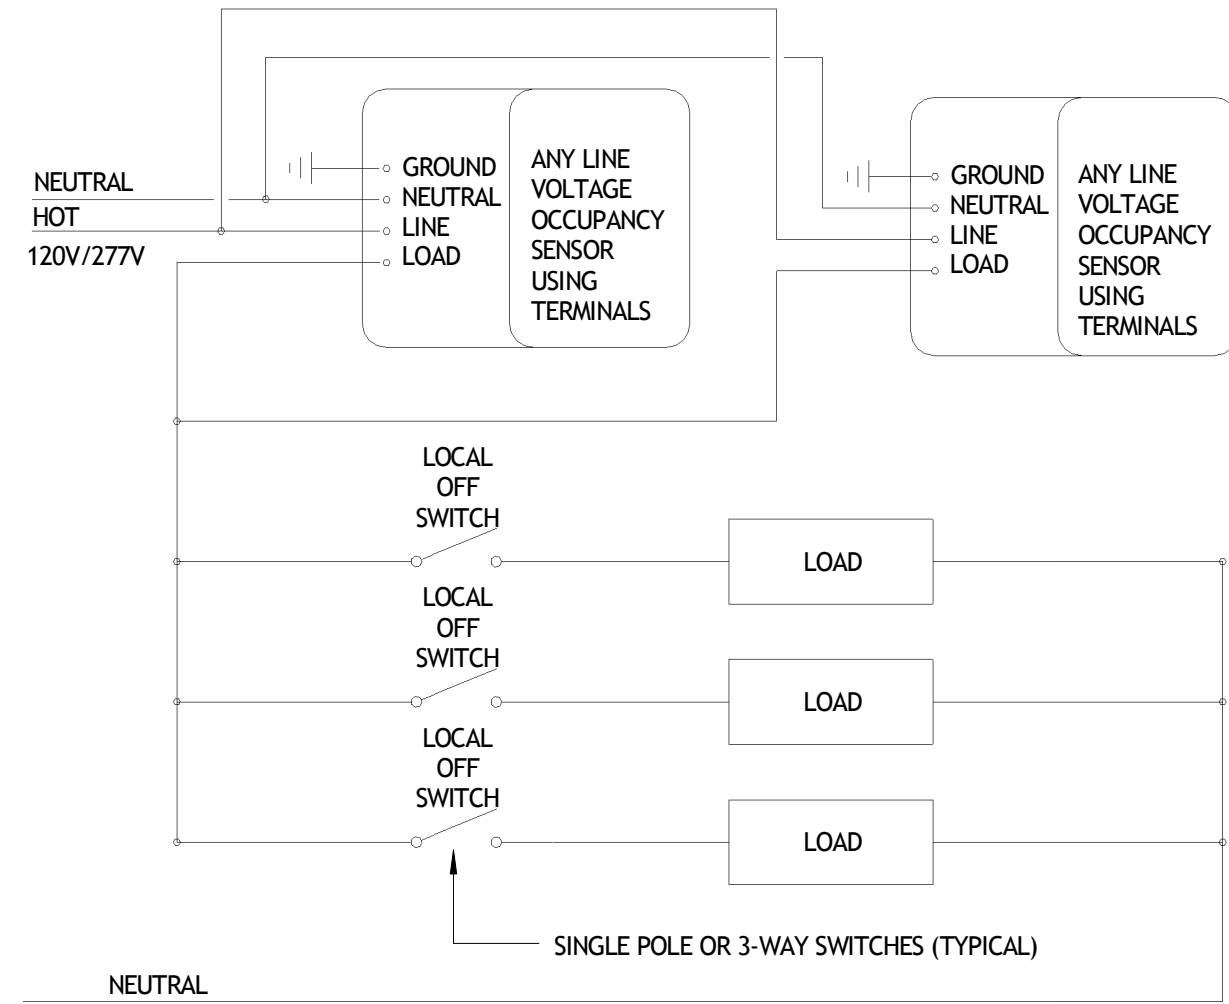 NEUTRAL
HOT
120V/277V
GROUND
NEUTRAL
LINE
LOAD
ANY LINE
VOLTAGE
OCCUPANCY
SENSOR
USING
TERMINALS
GROUND
NEUTRAL
LINE
LOAD
ANY LINE
VOLTAGE
OCCUPANCY
SENSOR
USING
TERMINALS
LOCAL
OFF
SWITCH
LOAD
LOCAL
OFF
SWITCH
LOAD
LOCAL
OFF
SWITCH
LOAD
SINGLE POLE OR 3-WAY SWITCHES (TYPICAL)
NEUTRAL